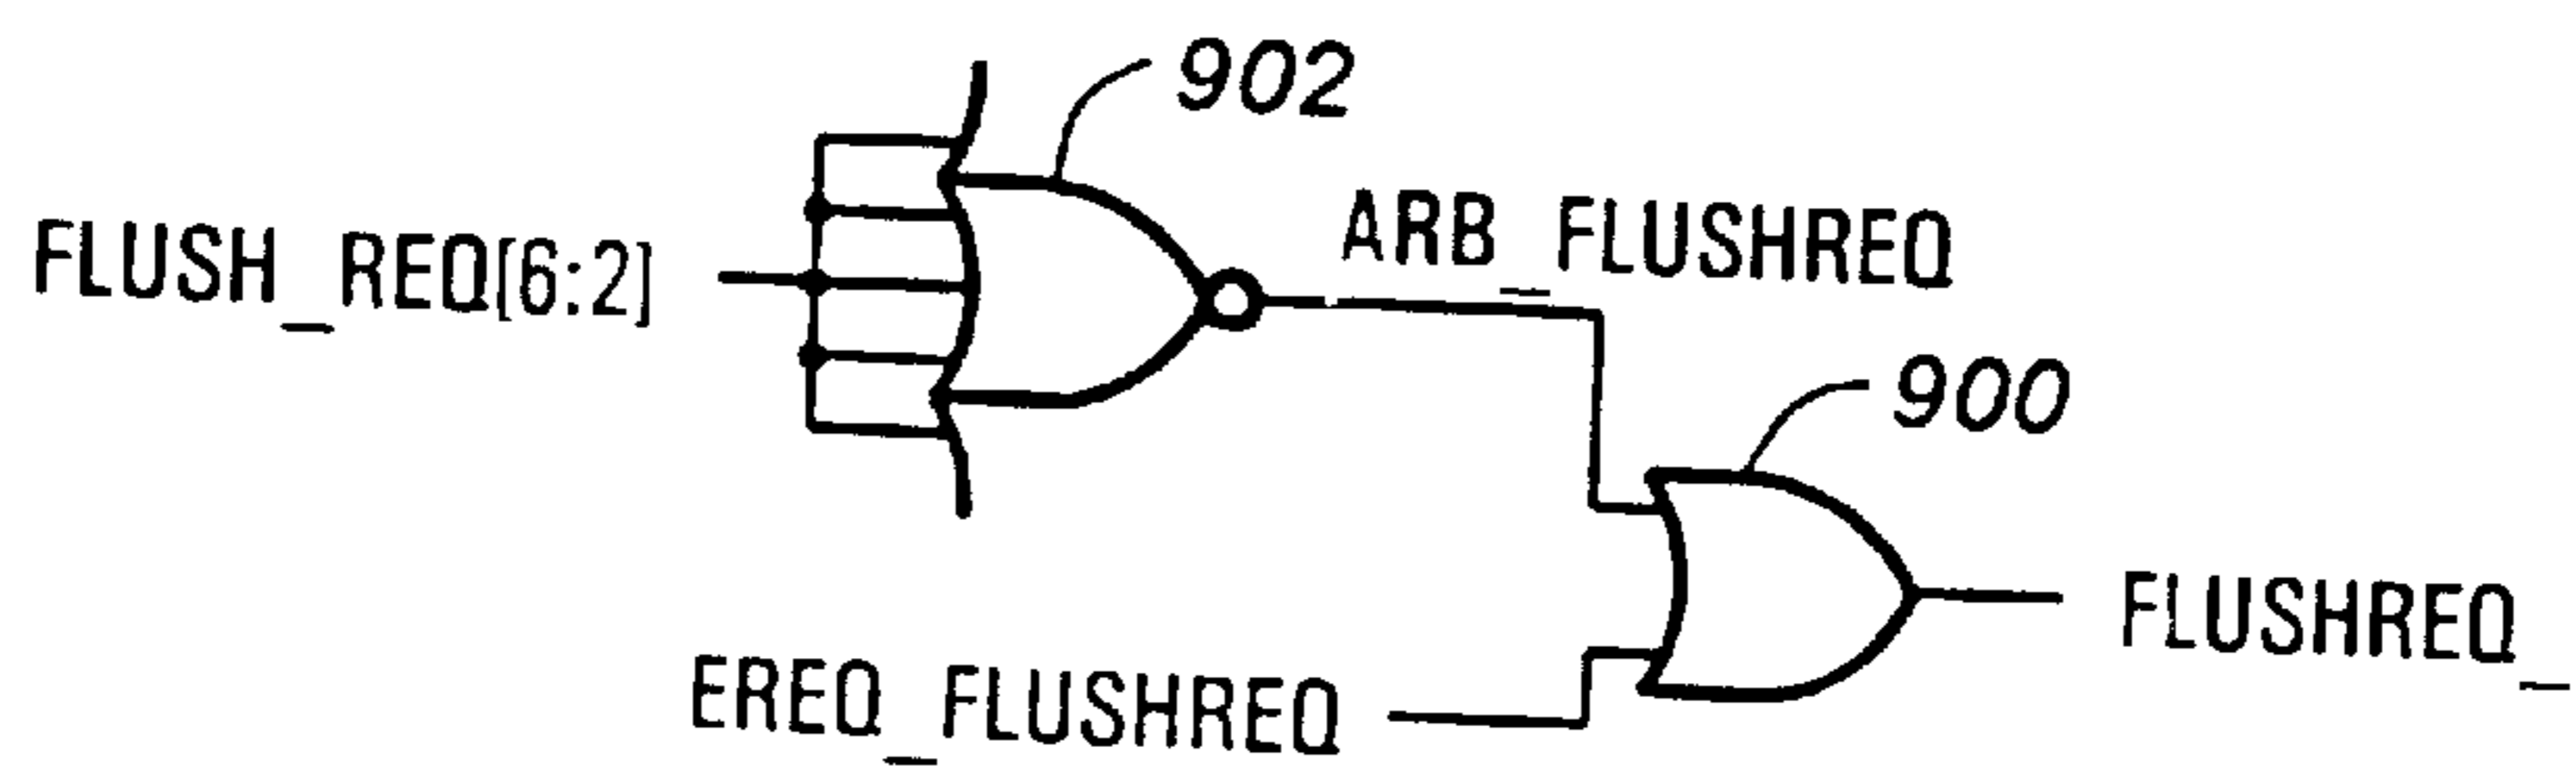 902
FLUSH_REQ[6:2]
ARB_FLUSHREQ
900
FLUSHREQ_
EREQ_FLUSHREQ